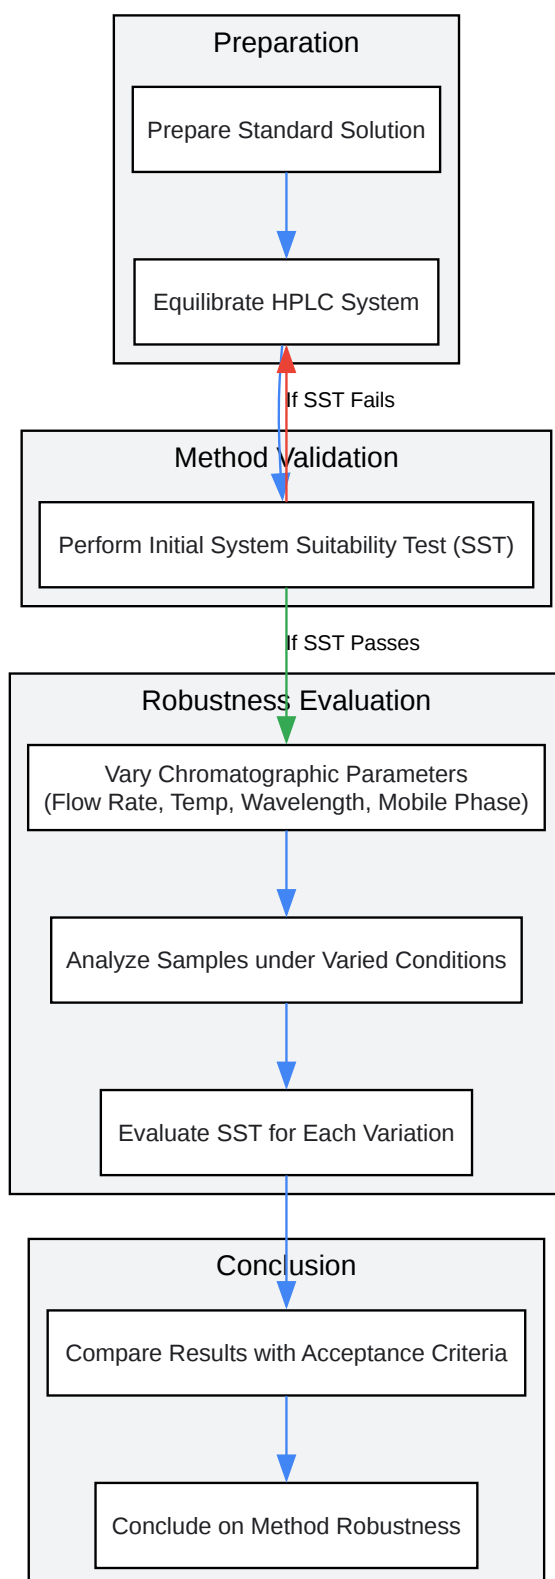 Preparation
Prepare Standard Solution
Equilibrate HPLC System
If SST Fails
Method Validation
Perform Initial System Suitability Test (SST)
If SST Passes
Robustness Evaluation
Vary Chromatographic Parameters
(Flow Rate, Temp, Wavelength, Mobile Phase)
Analyze Samples under Varied Conditions
Evaluate SST for Each Variation
Conclusion
Compare Results with Acceptance Criteria
Conclude on Method Robustness